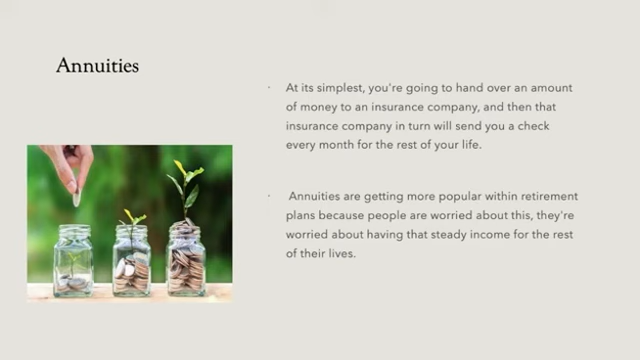 Annuities
· At its simplest, you're going to hand over an amount
of money to an insurance company, and then that
insurance company in turn will send you a check
every month for the rest of your life.
· Annuities are getting more popular within retirement
plans because people are worried about this, they're
worried about having that steady income for the rest
of their lives.